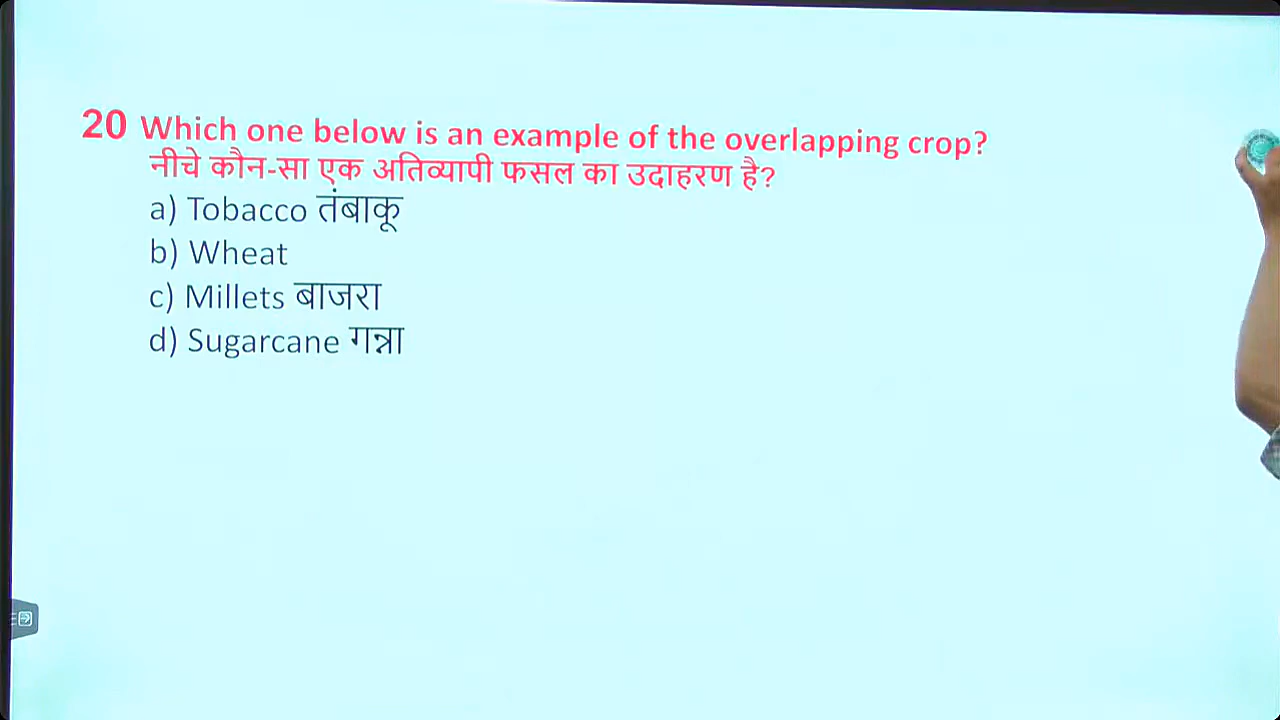 20 Which one below is an example of the overlapping crop?
नीचे कौन-सा एक अतिव्यापी फसल का उदाहरण है?
a) Tobacco तंबाकू
b) Wheat
c) Millets बाजरा
d) Sugarcane गन्ना